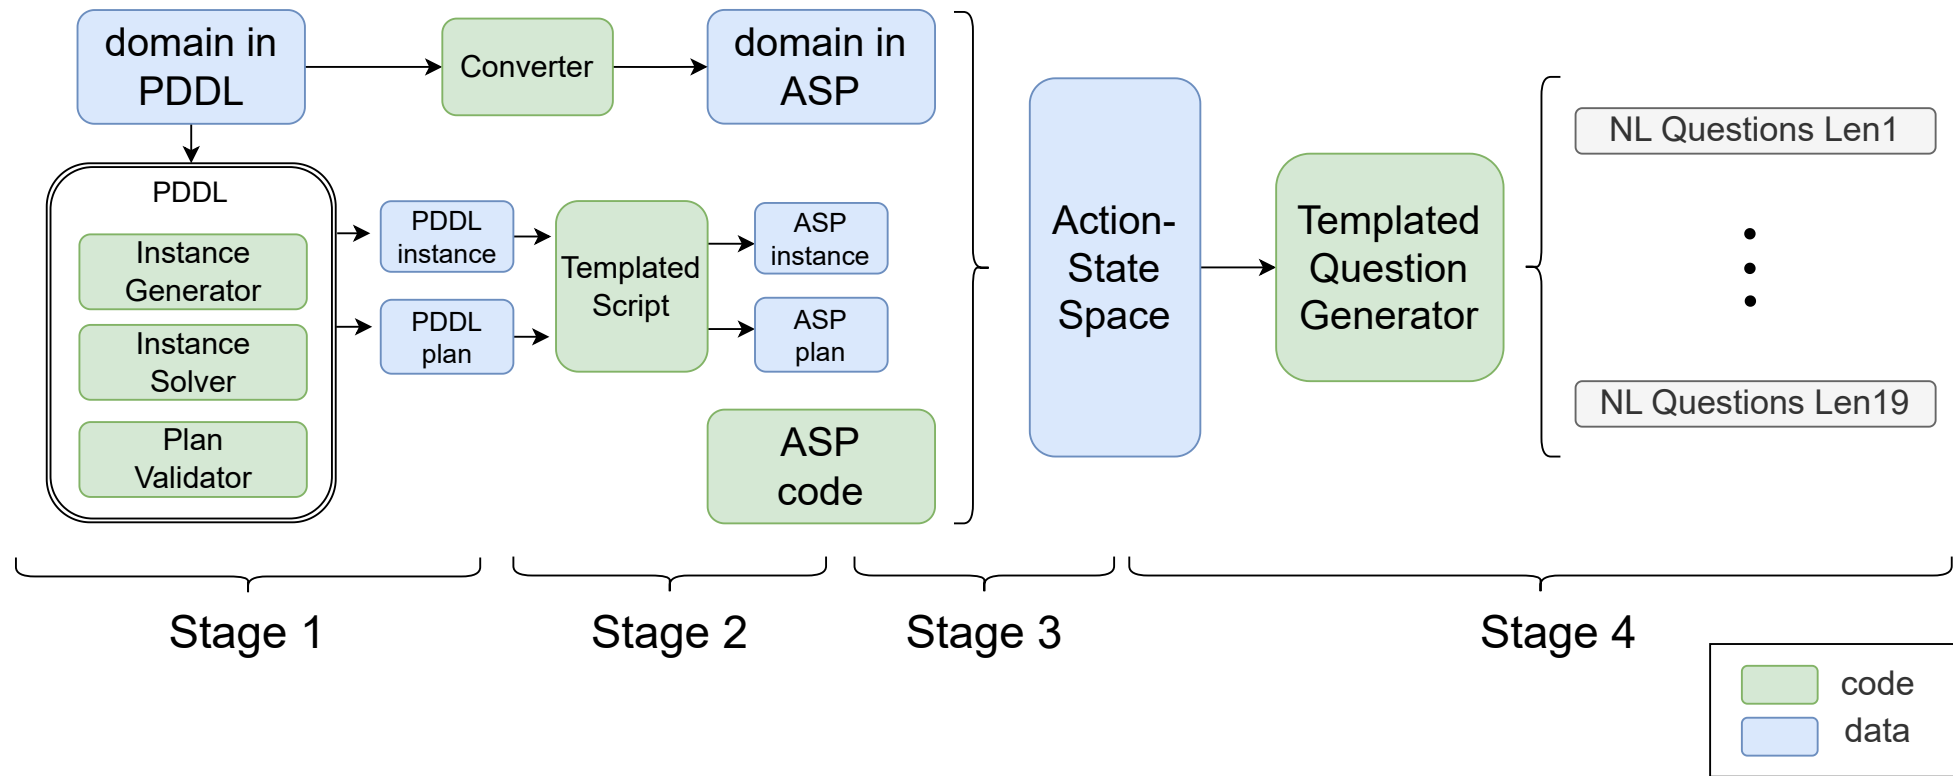 domain in
PDDL
Converter
domain in
ASP
PDDL
Instance
Generator
Instance
Solver
Plan
Validator
PDDL
instance
PDDL
plan
Templated
Script
ASP
instance
ASP
plan
ASP
code
Action-
State
Space
Templated
Question
Generator
NL Questions Len1
NL Questions Len19
Stage 1
Stage 2
Stage 3
Stage 4
code
data